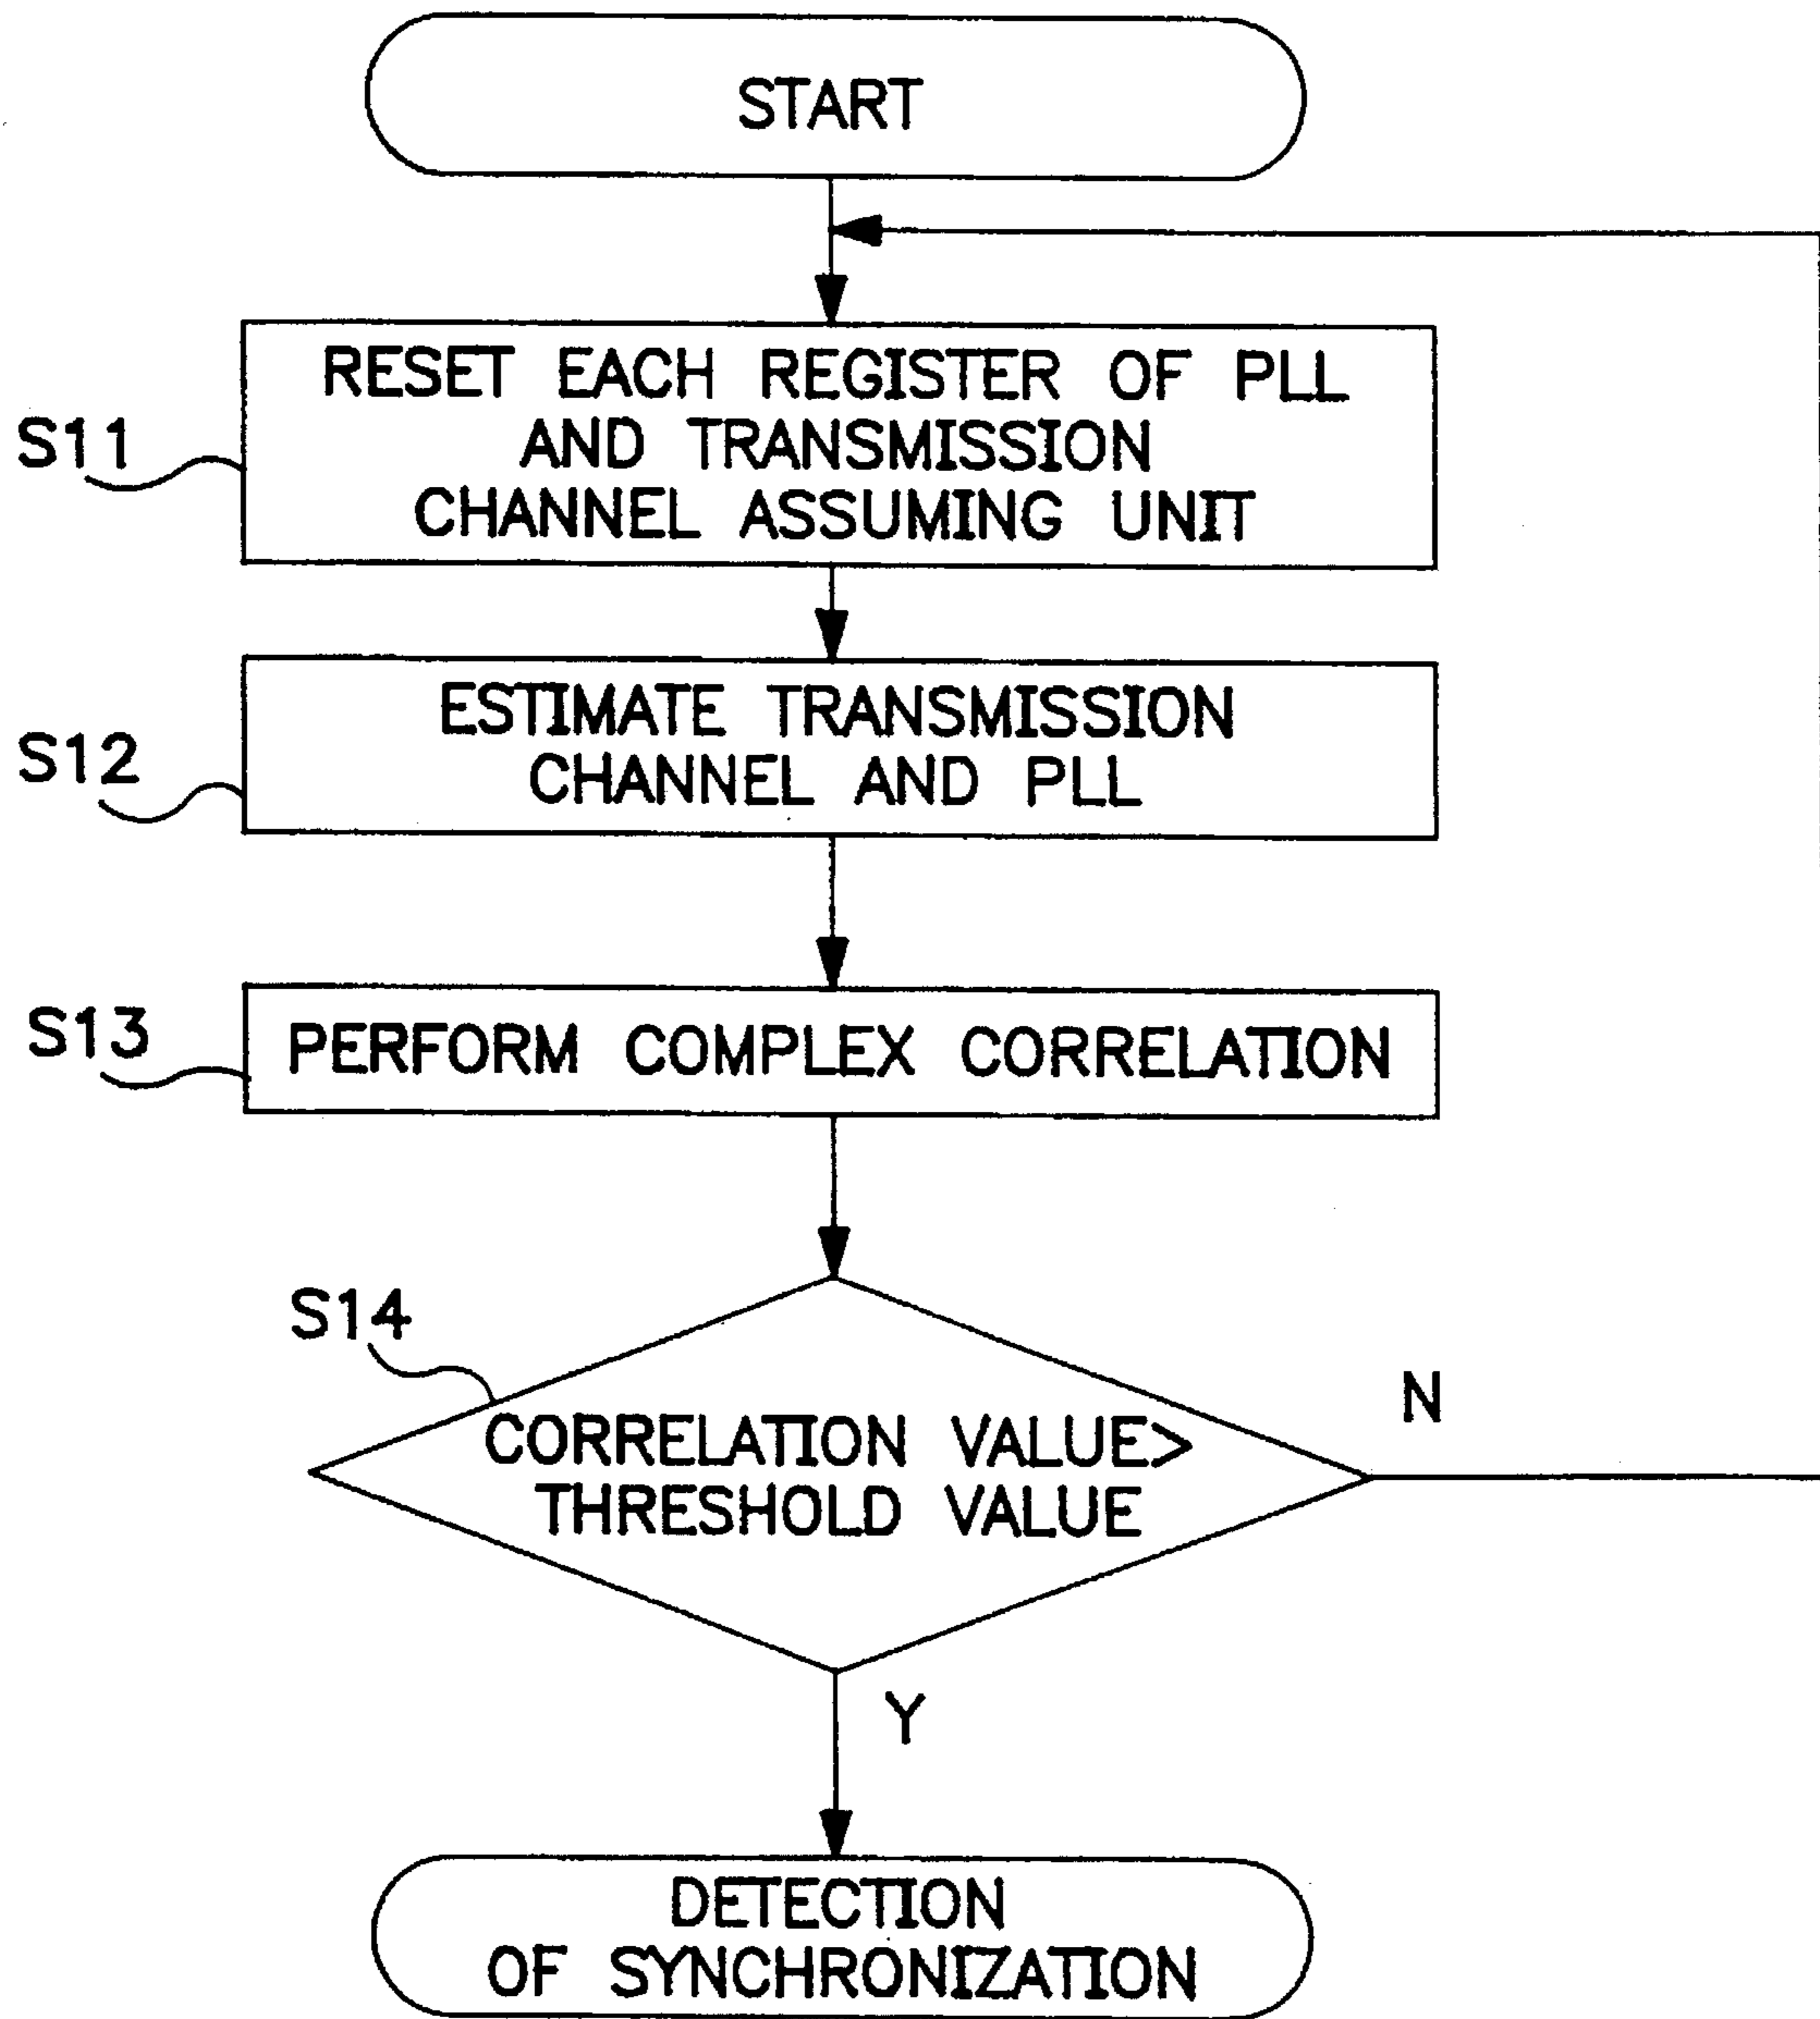 START
S11
RESET EACH REGISTER OF PLL
AND TRANSMISSION
CHANNEL ASSUMING UNIT
S12
ESTIMATE TRANSMISSION
CHANNEL AND PLL
S13
PERFORM COMPLEX CORRELATION
S14
CORRELATION VALUE>
THRESHOLD VALUE
N
Y
DETECTION
OF SYNCHRONIZATION